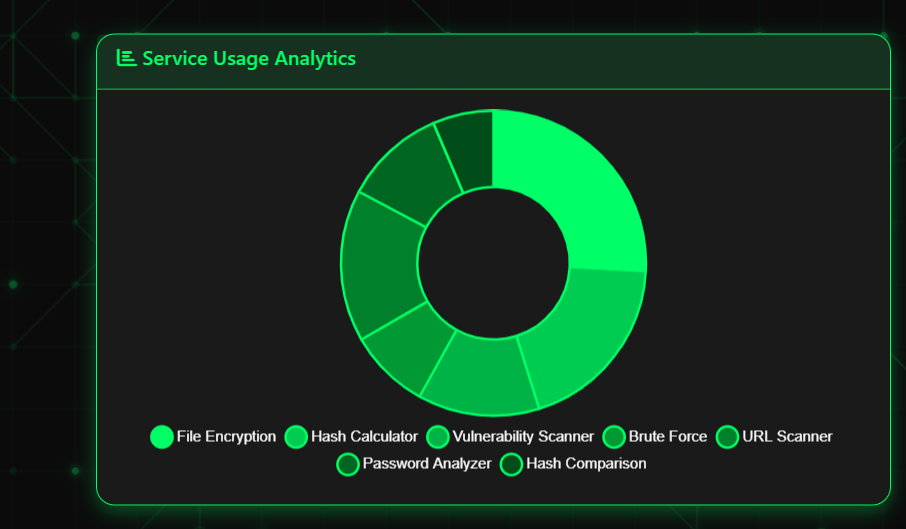 Service Usage Analytics
File Encryption Hash Calculator Vulnerability Scanner Brute Force URL Scanner
Password Analyzer Hash Comparison